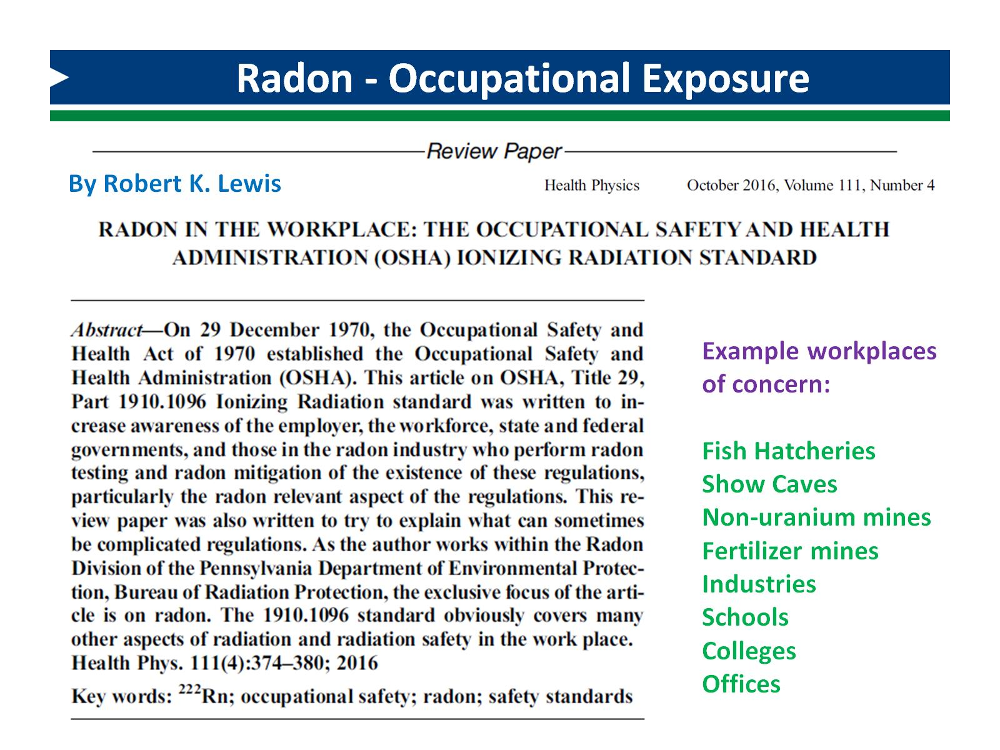 Radon - Occupational Exposure
Review Paper
By Robert K. Lewis
Health Physics October 2016, Volume 111, Number 4
RADON IN THE WORKPLACE: THE OCCUPATIONAL SAFETY AND HEALTH
ADMINISTRATION (OSHA) IONIZING RADIATION STANDARD
Abstract—On 29 December 1970, the Occupational Safety and
Health Act of 1970 established the Occupational Safety and
Health Administration (OSHA). This article on OSHA, Title 29,
Part 1910.1096 Ionizing Radiation standard was written to in-
crease awareness of the employer, the workforce, state and federal
governments, and those in the radon industry who perform radon
testing and radon mitigation of the existence of these regulations,
particularly the radon relevant aspect of the regulations. This re-
view paper was also written to try to explain what can sometimes
be complicated regulations. As the author works within the Radon
Division of the Pennsylvania Department of Environmental Protec-
tion, Bureau of Radiation Protection, the exclusive focus of the arti-
cle is on radon. The 1910.1096 standard obviously covers many
other aspects of radiation and radiation safety in the work place.
Health Phys. 111(4):374–380; 2016
Key words: ²²²Rn; occupational safety; radon; safety standards
Example workplaces
of concern:
Fish Hatcheries
Show Caves
Non-uranium mines
Fertilizer mines
Industries
Schools
Colleges
Offices